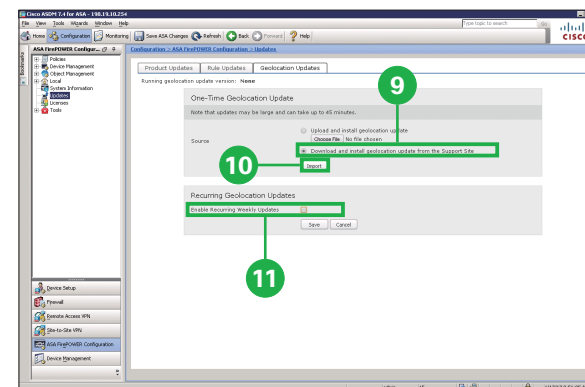 Cisco ASDM 7.4 for ASA - 198.19.10.254
File View Tools Wizards Window Help
Type topic to search
Home Configuration Monitoring Save ASA Changes Refresh Back Forward Help
CISCO
Bookmarks
ASA FirePOWER Configur...
Configuration > ASA FirePOWER Configuration > Updates
Policies
Device Management
Object Management
Local
System Information
Updates
Licenses
Tools
Product Updates Rule Updates Geolocation Updates
Running geolocation update version: None
9
One-Time Geolocation Update
Note that updates may be large and can take up to 45 minutes.
Source
Upload and install geolocation update
Choose File No file chosen
Download and install geolocation update from the Support Site
10
Import
Recurring Geolocation Updates
Enable Recurring Weekly Updates
Save Cancel
11
Device Setup
Firewall
Remote Access VPN
Site-to-Site VPN
ASA FirePOWER Configuration
Device Management